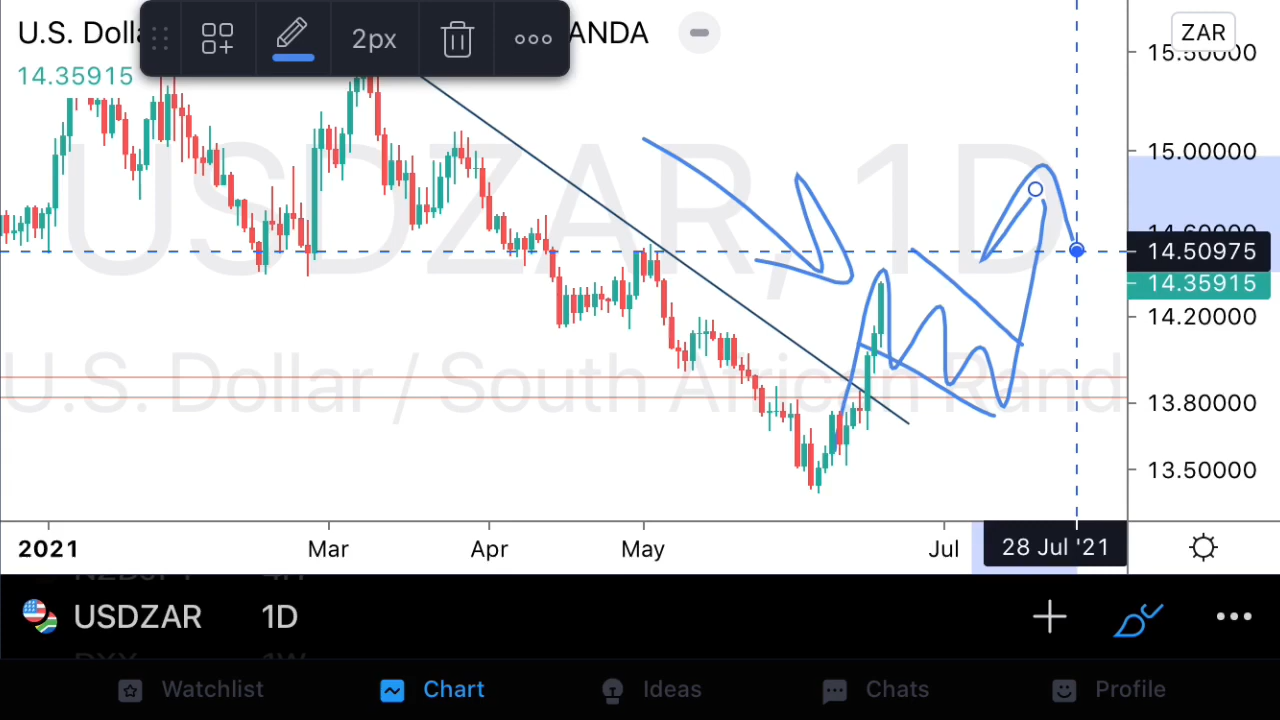 U.S. Doll
2px
ANDA
ZAR
14.35915
15.50000
USDZAR, 1D
15.00000
14.50975
14.35915
14.20000
U.S. Dollar / South African Rand
13.80000
13.50000
2021 Mar Apr May Jul 28 Jul '21
USDZAR 1D
Watchlist Chart Ideas Chats Profile